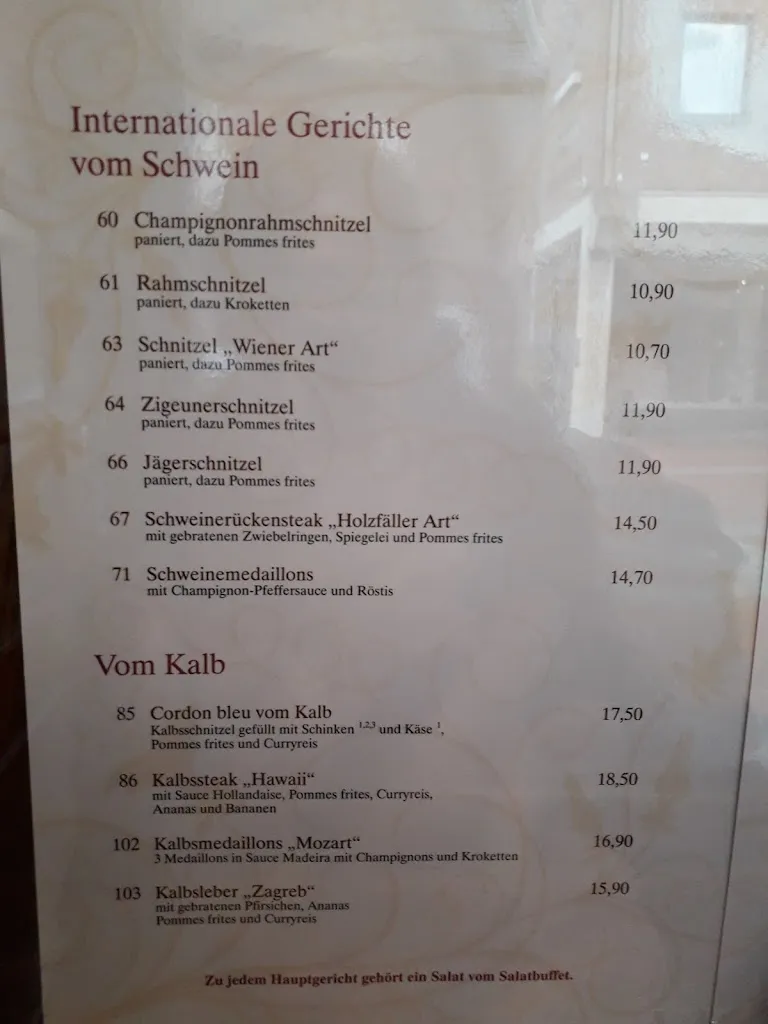 Internationale Gerichte
vom Schwein
60 Champignonrahmschnitzel 11,90
paniert, dazu Pommes frites
61 Rahmschnitzel 10,90
paniert, dazu Kroketten
63 Schnitzel „Wiener Art“ 10,70
paniert, dazu Pommes frites
64 Zigeunerschnitzel 11,90
paniert, dazu Pommes frites
66 Jägerschnitzel 11,90
paniert, dazu Pommes frites
67 Schweinerückensteak „Holzfäller Art“ 14,50
mit gebratenen Zwiebelringen, Spiegelei und Pommes frites
71 Schweinemedaillons 14,70
mit Champignon-Pfeffersauce und Röstis
Vom Kalb
85 Cordon bleu vom Kalb 17,50
Kalbsschnitzel gefüllt mit Schinken 1,2,3 und Käse 1,
Pommes frites und Curryreis
86 Kalbssteak „Hawaii“ 18,50
mit Sauce Hollandaise, Pommes frites, Curryreis,
Ananas und Bananen
102 Kalbsmedaillons „Mozart“ 16,90
3 Medaillons in Sauce Madeira mit Champignons und Kroketten
103 Kalbsleber „Zagreb“ 15,90
mit gebratenen Pfirsichen, Ananas
Pommes frites und Curryreis
Zu jedem Hauptgericht gehört ein Salat vom Salatbuffet.